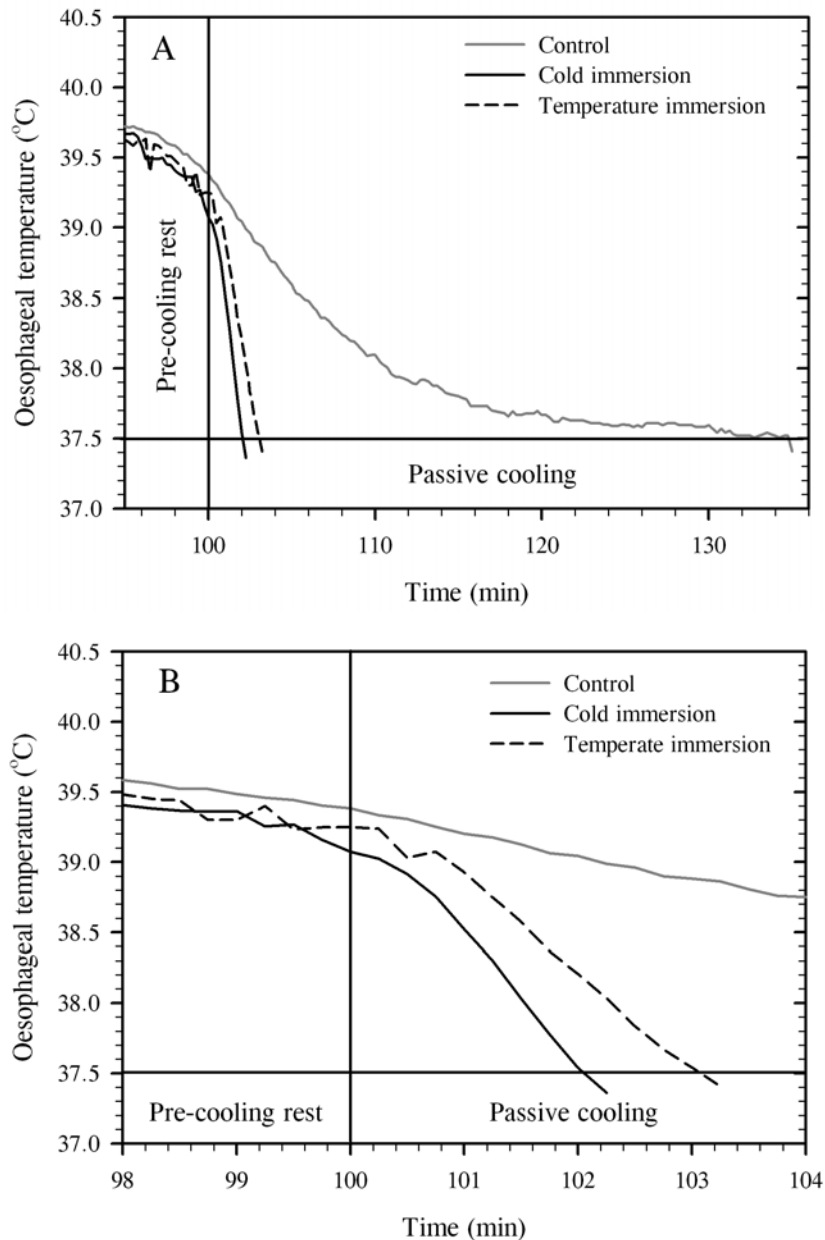 A
Control
Cold immersion
Temperature immersion
40.5
40.0
39.5
39.0
38.5
38.0
37.5
37.0
Oesophageal temperature (°C)
Pre-cooling rest
Passive cooling
100
110
120
130
Time (min)
B
Control
Cold immersion
Temperate immersion
40.5
40.0
39.5
39.0
38.5
38.0
37.5
37.0
Oesophageal temperature (°C)
Pre-cooling rest
Passive cooling
98
99
100
101
102
103
104
Time (min)